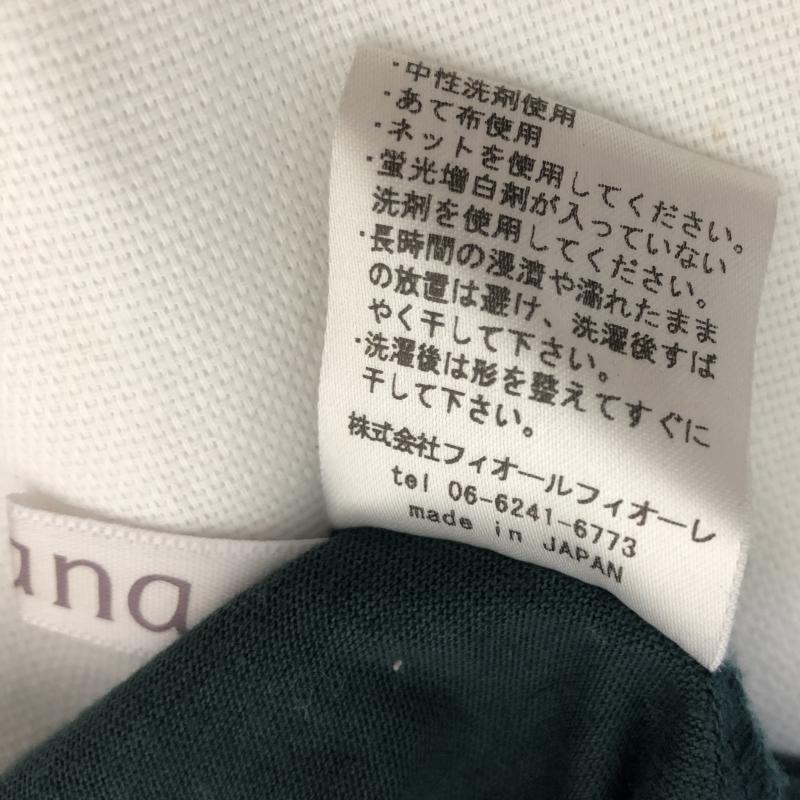 ・中性洗剤使用
・あて布使用
・ネットを使用してください。
・蛍光増白剤が入っていない
洗剤を使用してください。
・長時間の浸漬や濡れたまま
の放置は避け、洗濯後すば
やく干して下さい。
・洗濯後は形を整えてすぐに
干して下さい。
株式会社フィオールフィオーレ
tel 06-6241-6773
made in JAPAN
ana